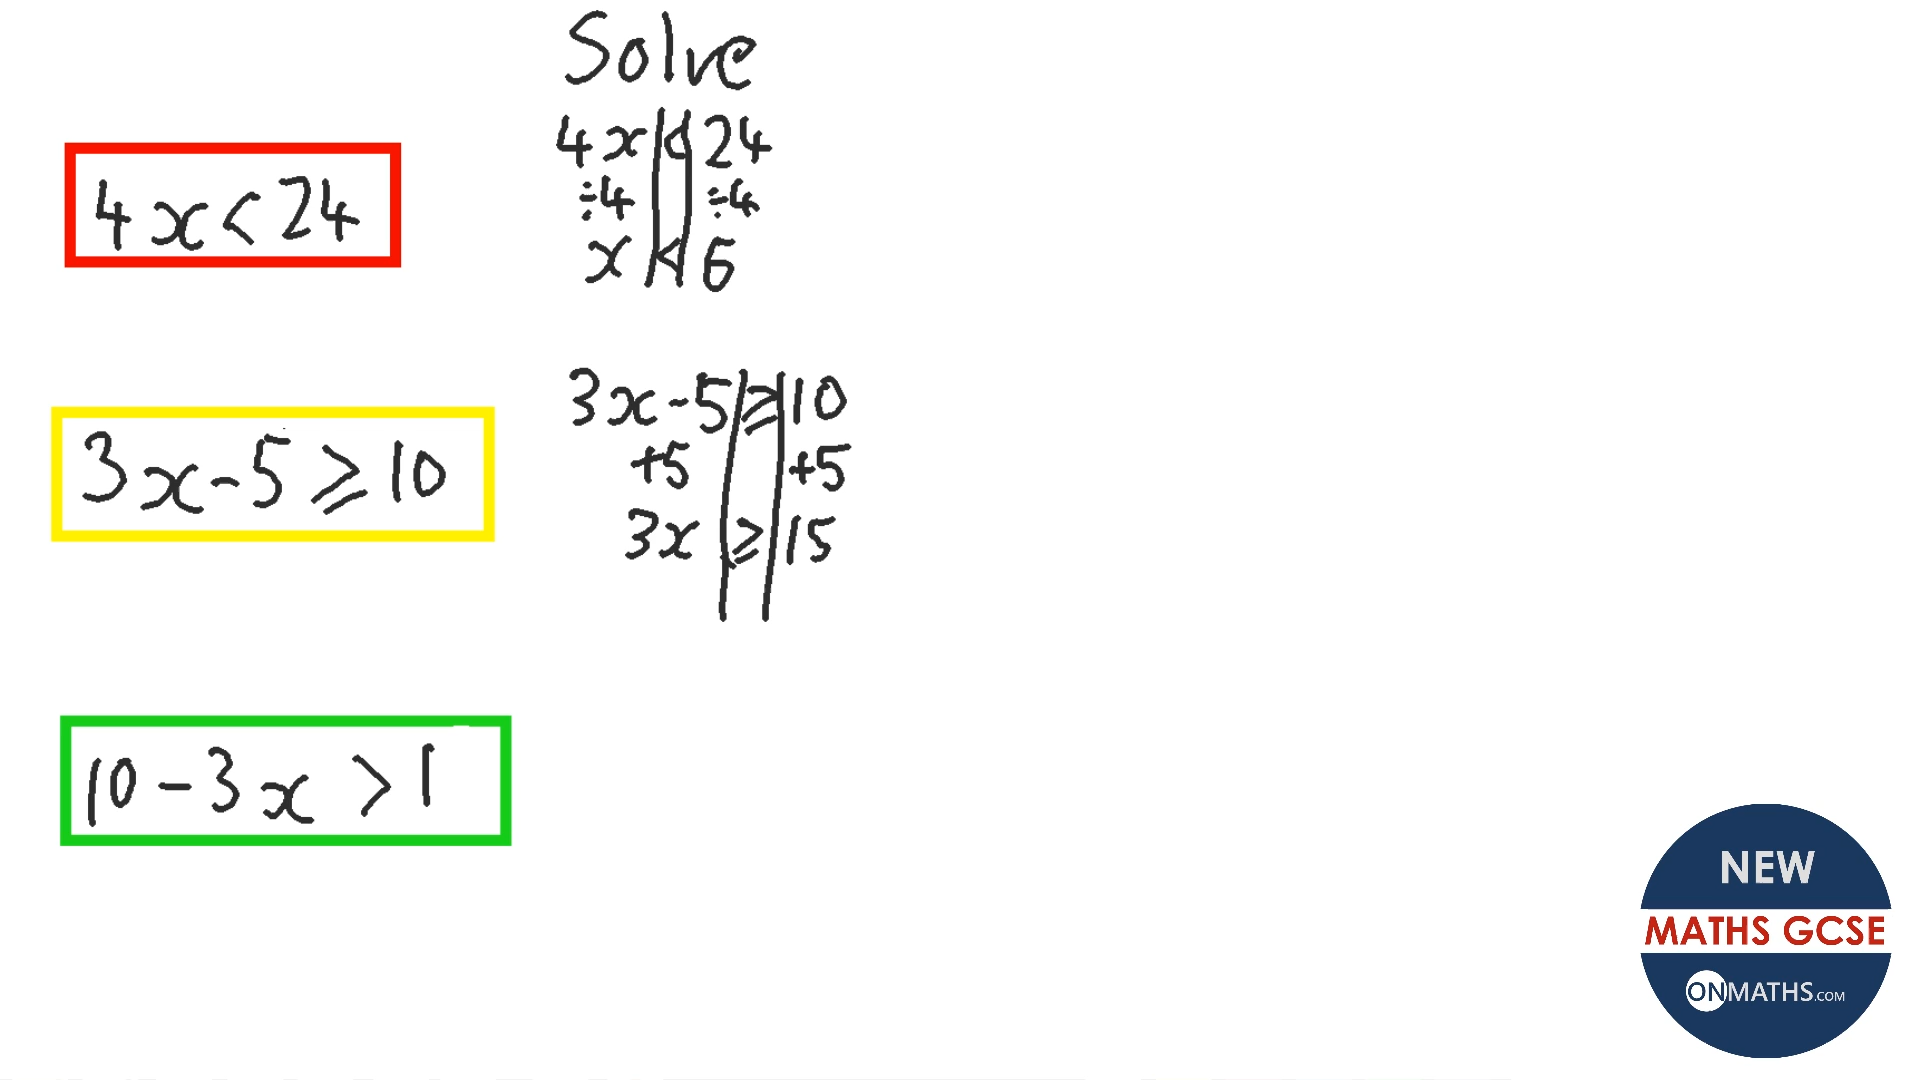 Solve
4x < 24
4x < 24
÷4 ÷4
x < 6
3x - 5 ≥ 10
3x - 5 ≥ 10
+5 +5
3x ≥ 15
10 - 3x > 1
NEW
MATHS GCSE
ONMATHS.COM